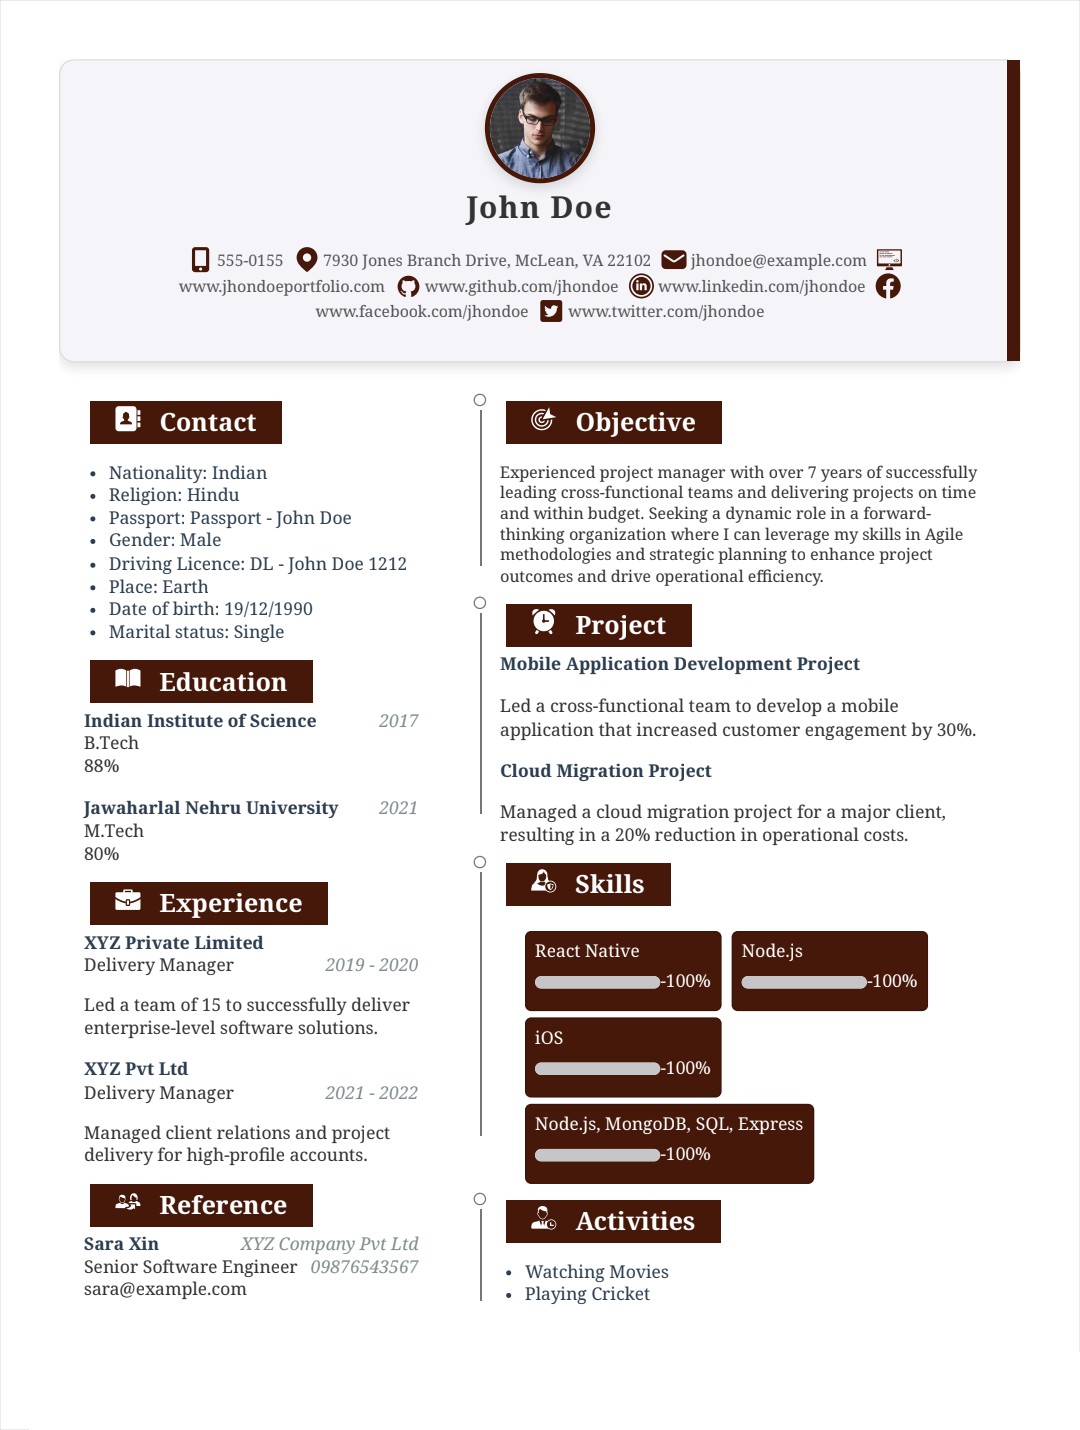 John Doe
555-0155 7930 Jones Branch Drive, McLean, VA 22102 jhondoe@example.com
www.jhondoeportfolio.com www.github.com/jhondoe www.linkedin.com/jhondoe
www.facebook.com/jhondoe www.twitter.com/jhondoe
Contact
• Nationality: Indian
• Religion: Hindu
• Passport: Passport - John Doe
• Gender: Male
• Driving Licence: DL - John Doe 1212
• Place: Earth
• Date of birth: 19/12/1990
• Marital status: Single
Education
Indian Institute of Science 2017
B.Tech
88%
Jawaharlal Nehru University 2021
M.Tech
80%
Experience
XYZ Private Limited
Delivery Manager 2019 - 2020
Led a team of 15 to successfully deliver
enterprise-level software solutions.
XYZ Pvt Ltd
Delivery Manager 2021 - 2022
Managed client relations and project
delivery for high-profile accounts.
Reference
Sara Xin XYZ Company Pvt Ltd
Senior Software Engineer 09876543567
sara@example.com
Objective
Experienced project manager with over 7 years of successfully
leading cross-functional teams and delivering projects on time
and within budget. Seeking a dynamic role in a forward-
thinking organization where I can leverage my skills in Agile
methodologies and strategic planning to enhance project
outcomes and drive operational efficiency.
Project
Mobile Application Development Project
Led a cross-functional team to develop a mobile
application that increased customer engagement by 30%.
Cloud Migration Project
Managed a cloud migration project for a major client,
resulting in a 20% reduction in operational costs.
Skills
React Native Node.js
-100% -100%
iOS
-100%
Node.js, MongoDB, SQL, Express
-100%
Activities
• Watching Movies
• Playing Cricket